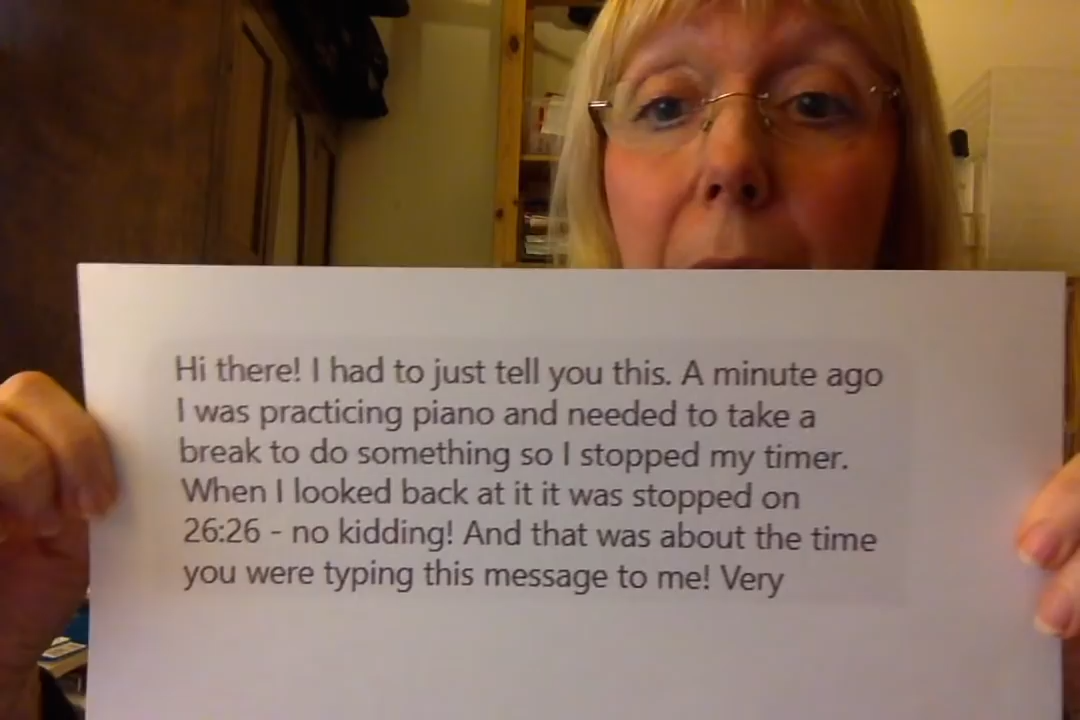 Hi there! I had to just tell you this. A minute ago
I was practicing piano and needed to take a
break to do something so I stopped my timer.
When I looked back at it it was stopped on
26:26 - no kidding! And that was about the time
you were typing this message to me! Very